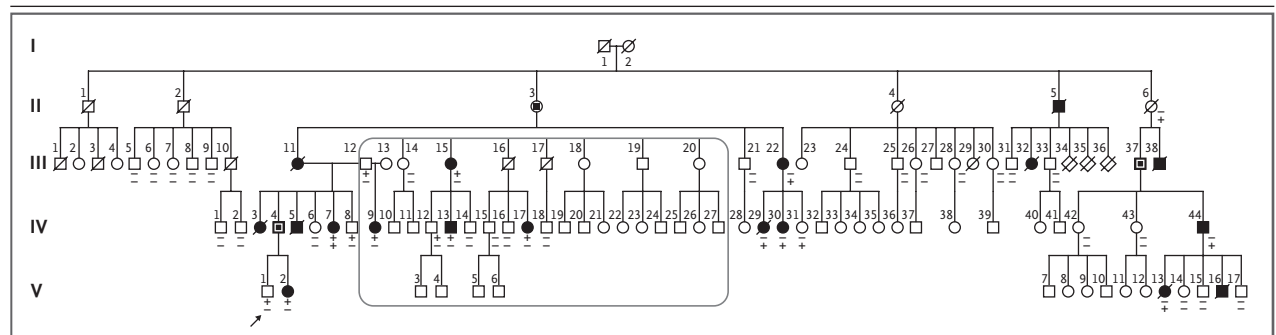 I
1 2
II
1 2 3 4 5 6
−
+
III
1 2 3 4 5 6 7 8 9 10 11 12 13 14 15 16 17 18 19 20 21 22 23 24 25 26 27 28 29 30 31 32 33 34 35 36 37 38
IV
1 2 3 4 5 6 7 8 9 10 11 12 13 14 15 16 17 18 19 20 21 22 23 24 25 26 27 28 29 30 31 32 33 34 35 36 37 38 39 40 41 42 43 44
V
1 2 3 4 5 6 7 8 9 10 11 12 13 14 15 16 17
+ + − − − −
− − + − − −